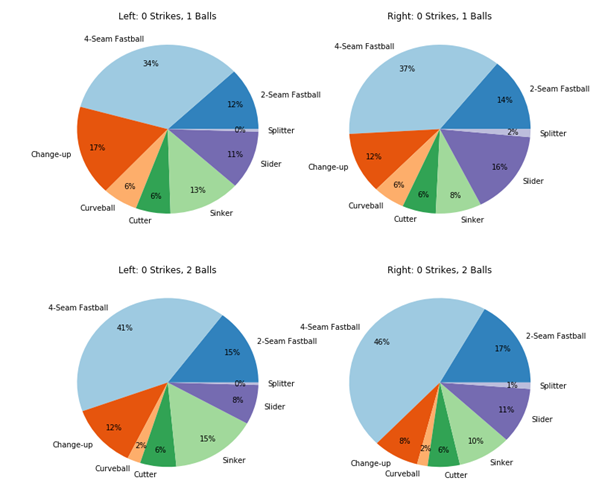 Left: 0 Strikes, 1 Balls
4-Seam Fastball
34%
2-Seam Fastball
12%
0%
Splitter
17%
11%
Change-up
Slider
6%
13%
6%
Curveball
Sinker
Cutter
Right: 0 Strikes, 1 Balls
4-Seam Fastball
37%
2-Seam Fastball
14%
2%
Splitter
12%
16%
Change-up
Slider
6%
6%
8%
Curveball
Cutter
Sinker
Left: 0 Strikes, 2 Balls
4-Seam Fastball
41%
2-Seam Fastball
15%
0%
Splitter
8%
Slider
12%
15%
2%
6%
Change-up
Sinker
Curveball
Cutter
Right: 0 Strikes, 2 Balls
4-Seam Fastball
46%
2-Seam Fastball
17%
1%
Splitter
11%
Slider
8%
10%
2%
6%
Change-up
Sinker
Curveball
Cutter